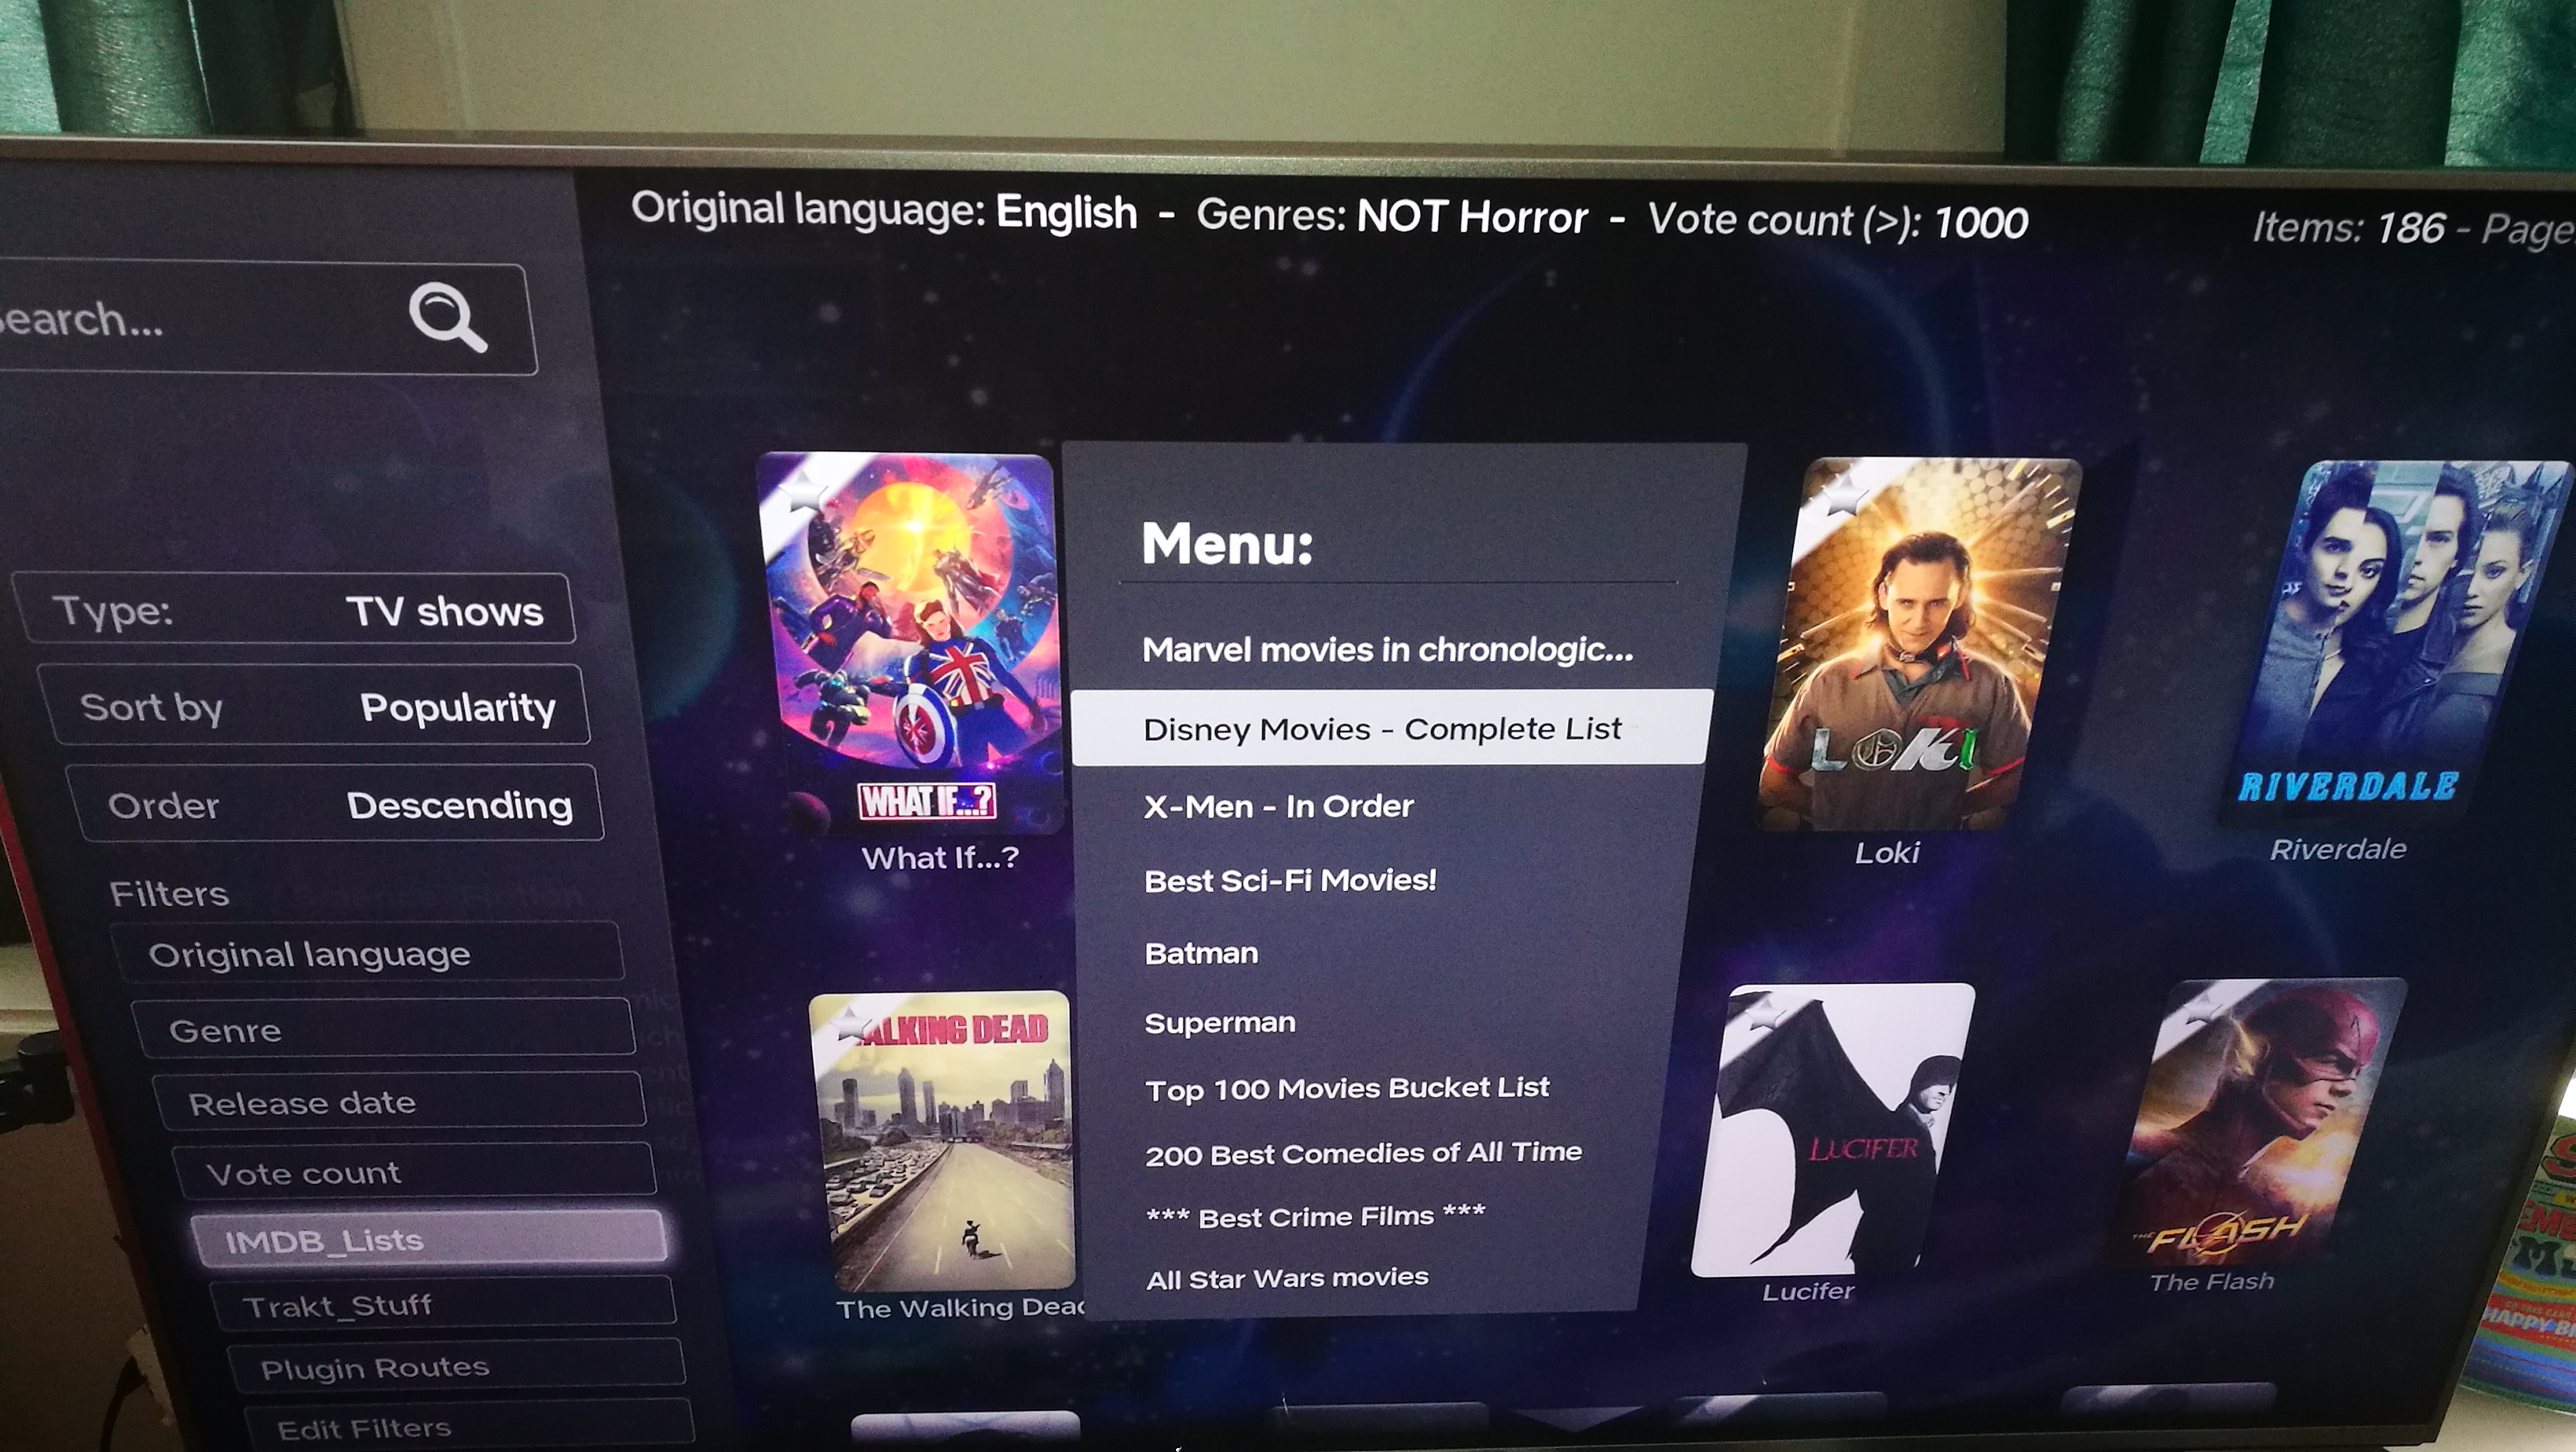 Original language: English - Genres: NOT Horror - Vote count (>): 1000
Items: 186 - Page
Search...
Type: TV shows
Sort by Popularity
Order Descending
Filters
Original language
Genre
Release date
Vote count
IMDB_Lists
Trakt_Stuff
Plugin Routes
Edit Filters
WHAT IF...?
What If...?
Menu:
Marvel movies in chronologic...
Disney Movies - Complete List
X-Men - In Order
Best Sci-Fi Movies!
Batman
Superman
Top 100 Movies Bucket List
200 Best Comedies of All Time
*** Best Crime Films ***
All Star Wars movies
LOKI
Loki
RIVERDALE
Riverdale
WALKING DEAD
The Walking Dead
LUCIFER
Lucifer
THE FLASH
The Flash
HAPPY